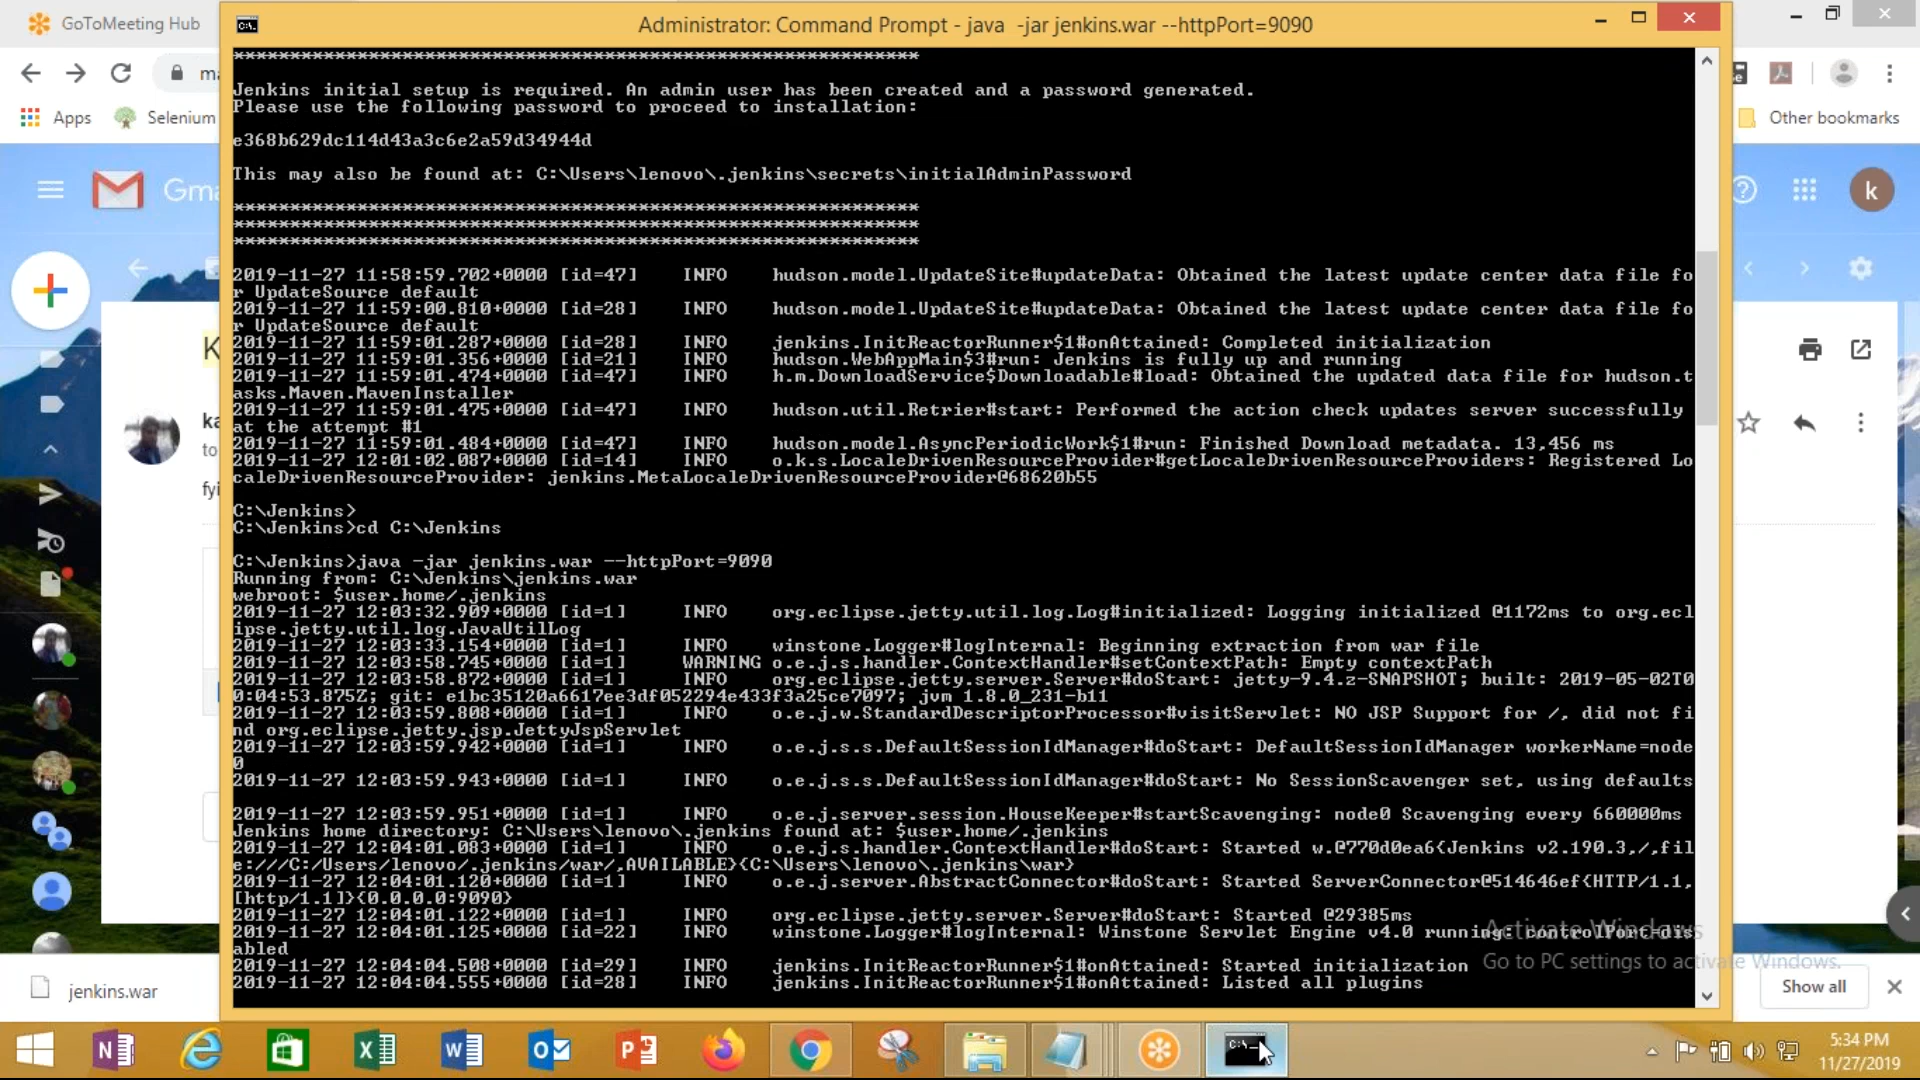 GoToMeeting Hub
Administrator: Command Prompt - java  -jar jenkins.war --httpPort=9090
ma
Apps
Selenium
Other bookmarks
Gma
k
K
ka
to
fyi
*************************************************************
Jenkins initial setup is required. An admin user has been created and a password generated.
Please use the following password to proceed to installation:
e368b629dc114d43a3c6e2a59d34944d
This may also be found at: C:\Users\lenovo\.jenkins\secrets\initialAdminPassword
*************************************************************
*************************************************************
*************************************************************
2019-11-27 11:58:59.702+0000 [id=47]    INFO    hudson.model.UpdateSite#updateData: Obtained the latest update center data file fo
r UpdateSource default
2019-11-27 11:59:00.810+0000 [id=28]    INFO    hudson.model.UpdateSite#updateData: Obtained the latest update center data file fo
r UpdateSource default
2019-11-27 11:59:01.287+0000 [id=28]    INFO    jenkins.InitReactorRunner$1#onAttained: Completed initialization
2019-11-27 11:59:01.356+0000 [id=21]    INFO    hudson.WebAppMain$3#run: Jenkins is fully up and running
2019-11-27 11:59:01.474+0000 [id=47]    INFO    h.m.DownloadService$Downloadable#load: Obtained the updated data file for hudson.t
asks.Maven.MavenInstaller
2019-11-27 11:59:01.475+0000 [id=47]    INFO    hudson.util.Retrier#start: Performed the action check updates server successfully
at the attempt #1
2019-11-27 11:59:01.484+0000 [id=47]    INFO    hudson.model.AsyncPeriodicWork$1#run: Finished Download metadata. 13,456 ms
2019-11-27 12:01:02.087+0000 [id=14]    INFO    o.k.s.LocaleDrivenResourceProvider#getLocaleDrivenResourceProviders: Registered Lo
caleDrivenResourceProvider: jenkins.MetaLocaleDrivenResourceProvider@68620b55
C:\Jenkins>
C:\Jenkins>cd C:\Jenkins
C:\Jenkins>java -jar jenkins.war --httpPort=9090
Running from: C:\Jenkins\jenkins.war
webroot: $user.home/.jenkins
2019-11-27 12:03:32.909+0000 [id=1]     INFO    org.eclipse.jetty.util.log.Log#initialized: Logging initialized @1172ms to org.ecl
ipse.jetty.util.log.JavaUtilLog
2019-11-27 12:03:33.154+0000 [id=1]     INFO    winstone.Logger#logInternal: Beginning extraction from war file
2019-11-27 12:03:58.745+0000 [id=1]     WARNING o.e.j.s.handler.ContextHandler#setContextPath: Empty contextPath
2019-11-27 12:03:58.872+0000 [id=1]     INFO    org.eclipse.jetty.server.Server#doStart: jetty-9.4.z-SNAPSHOT; built: 2019-05-02T0
0:04:53.875Z; git: e1bc35120a6617ee3df052294e433f3a25ce7097; jvm 1.8.0_231-b11
2019-11-27 12:03:59.808+0000 [id=1]     INFO    o.e.j.w.StandardDescriptorProcessor#visitServlet: NO JSP Support for /, did not fi
nd org.eclipse.jetty.jsp.JettyJspServlet
2019-11-27 12:03:59.942+0000 [id=1]     INFO    o.e.j.s.s.DefaultSessionIdManager#doStart: DefaultSessionIdManager workerName=node
0
2019-11-27 12:03:59.943+0000 [id=1]     INFO    o.e.j.s.s.DefaultSessionIdManager#doStart: No SessionScavenger set, using defaults
2019-11-27 12:03:59.951+0000 [id=1]     INFO    o.e.j.server.session.HouseKeeper#startScavenging: node0 Scavenging every 660000ms
Jenkins home directory: C:\Users\lenovo\.jenkins found at: $user.home/.jenkins
2019-11-27 12:04:01.083+0000 [id=1]     INFO    o.e.j.s.handler.ContextHandler#doStart: Started w.@770d0ea6{Jenkins v2.190.3,/,fil
e:///C:/Users/lenovo/.jenkins/war/,AVAILABLE}{C:\Users\lenovo\.jenkins\war}
2019-11-27 12:04:01.120+0000 [id=1]     INFO    o.e.j.server.AbstractConnector#doStart: Started ServerConnector@514646ef{HTTP/1.1,
[http/1.1]}{0.0.0.0:9090}
2019-11-27 12:04:01.122+0000 [id=1]     INFO    org.eclipse.jetty.server.Server#doStart: Started @29385ms
2019-11-27 12:04:01.125+0000 [id=22]    INFO    winstone.Logger#logInternal: Winstone Servlet Engine v4.0 running: controlPort=dis
abled
2019-11-27 12:04:04.508+0000 [id=29]    INFO    jenkins.InitReactorRunner$1#onAttained: Started initialization
2019-11-27 12:04:04.555+0000 [id=28]    INFO    jenkins.InitReactorRunner$1#onAttained: Listed all plugins
Activate Windows
Go to PC settings to activate Windows.
jenkins.war
Show all
5:34 PM
11/27/2019